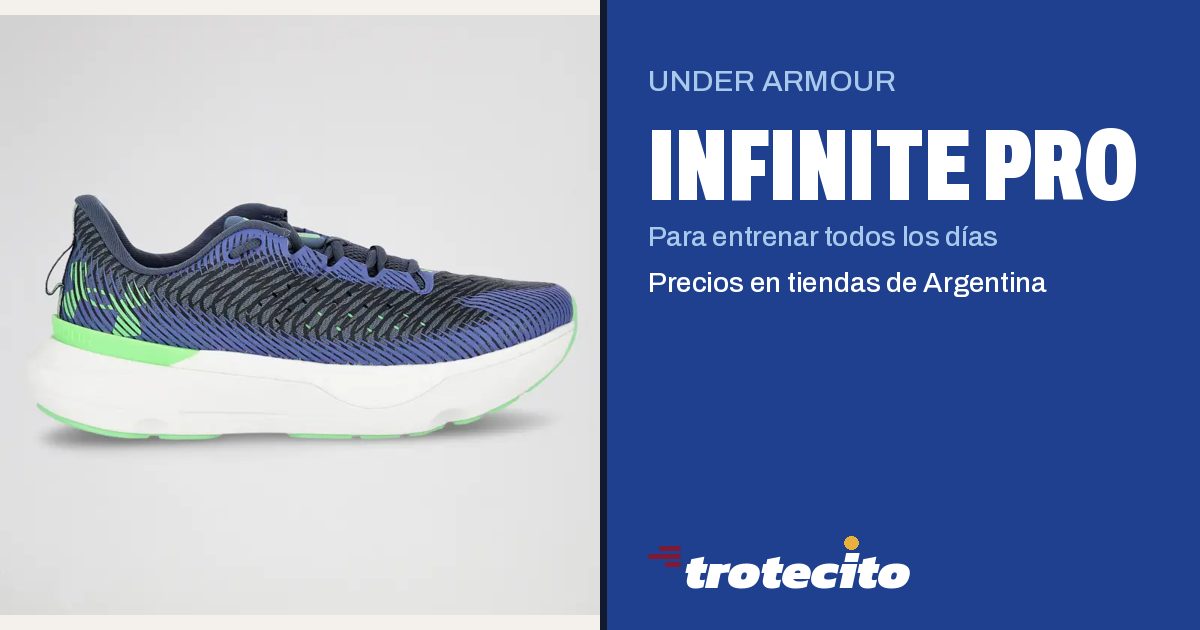 UNDER ARMOUR
INFINITE PRO
Para entrenar todos los días
Precios en tiendas de Argentina
trotecito